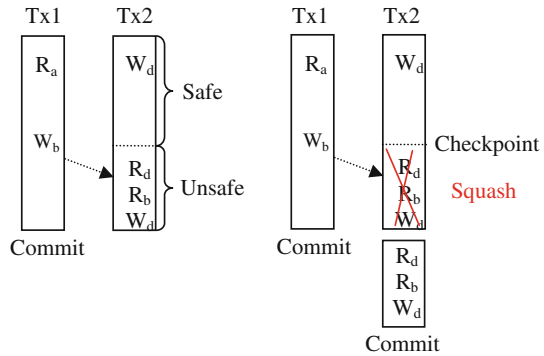 Tx1 Tx2
Ra Wd
Safe
Wb
Rd
Rb
Unsafe
Wd
Commit
Tx1 Tx2
Ra Wd
Wb
Checkpoint
Rd
Rb
Squash
Wd
Commit
Rd
Rb
Wd
Commit